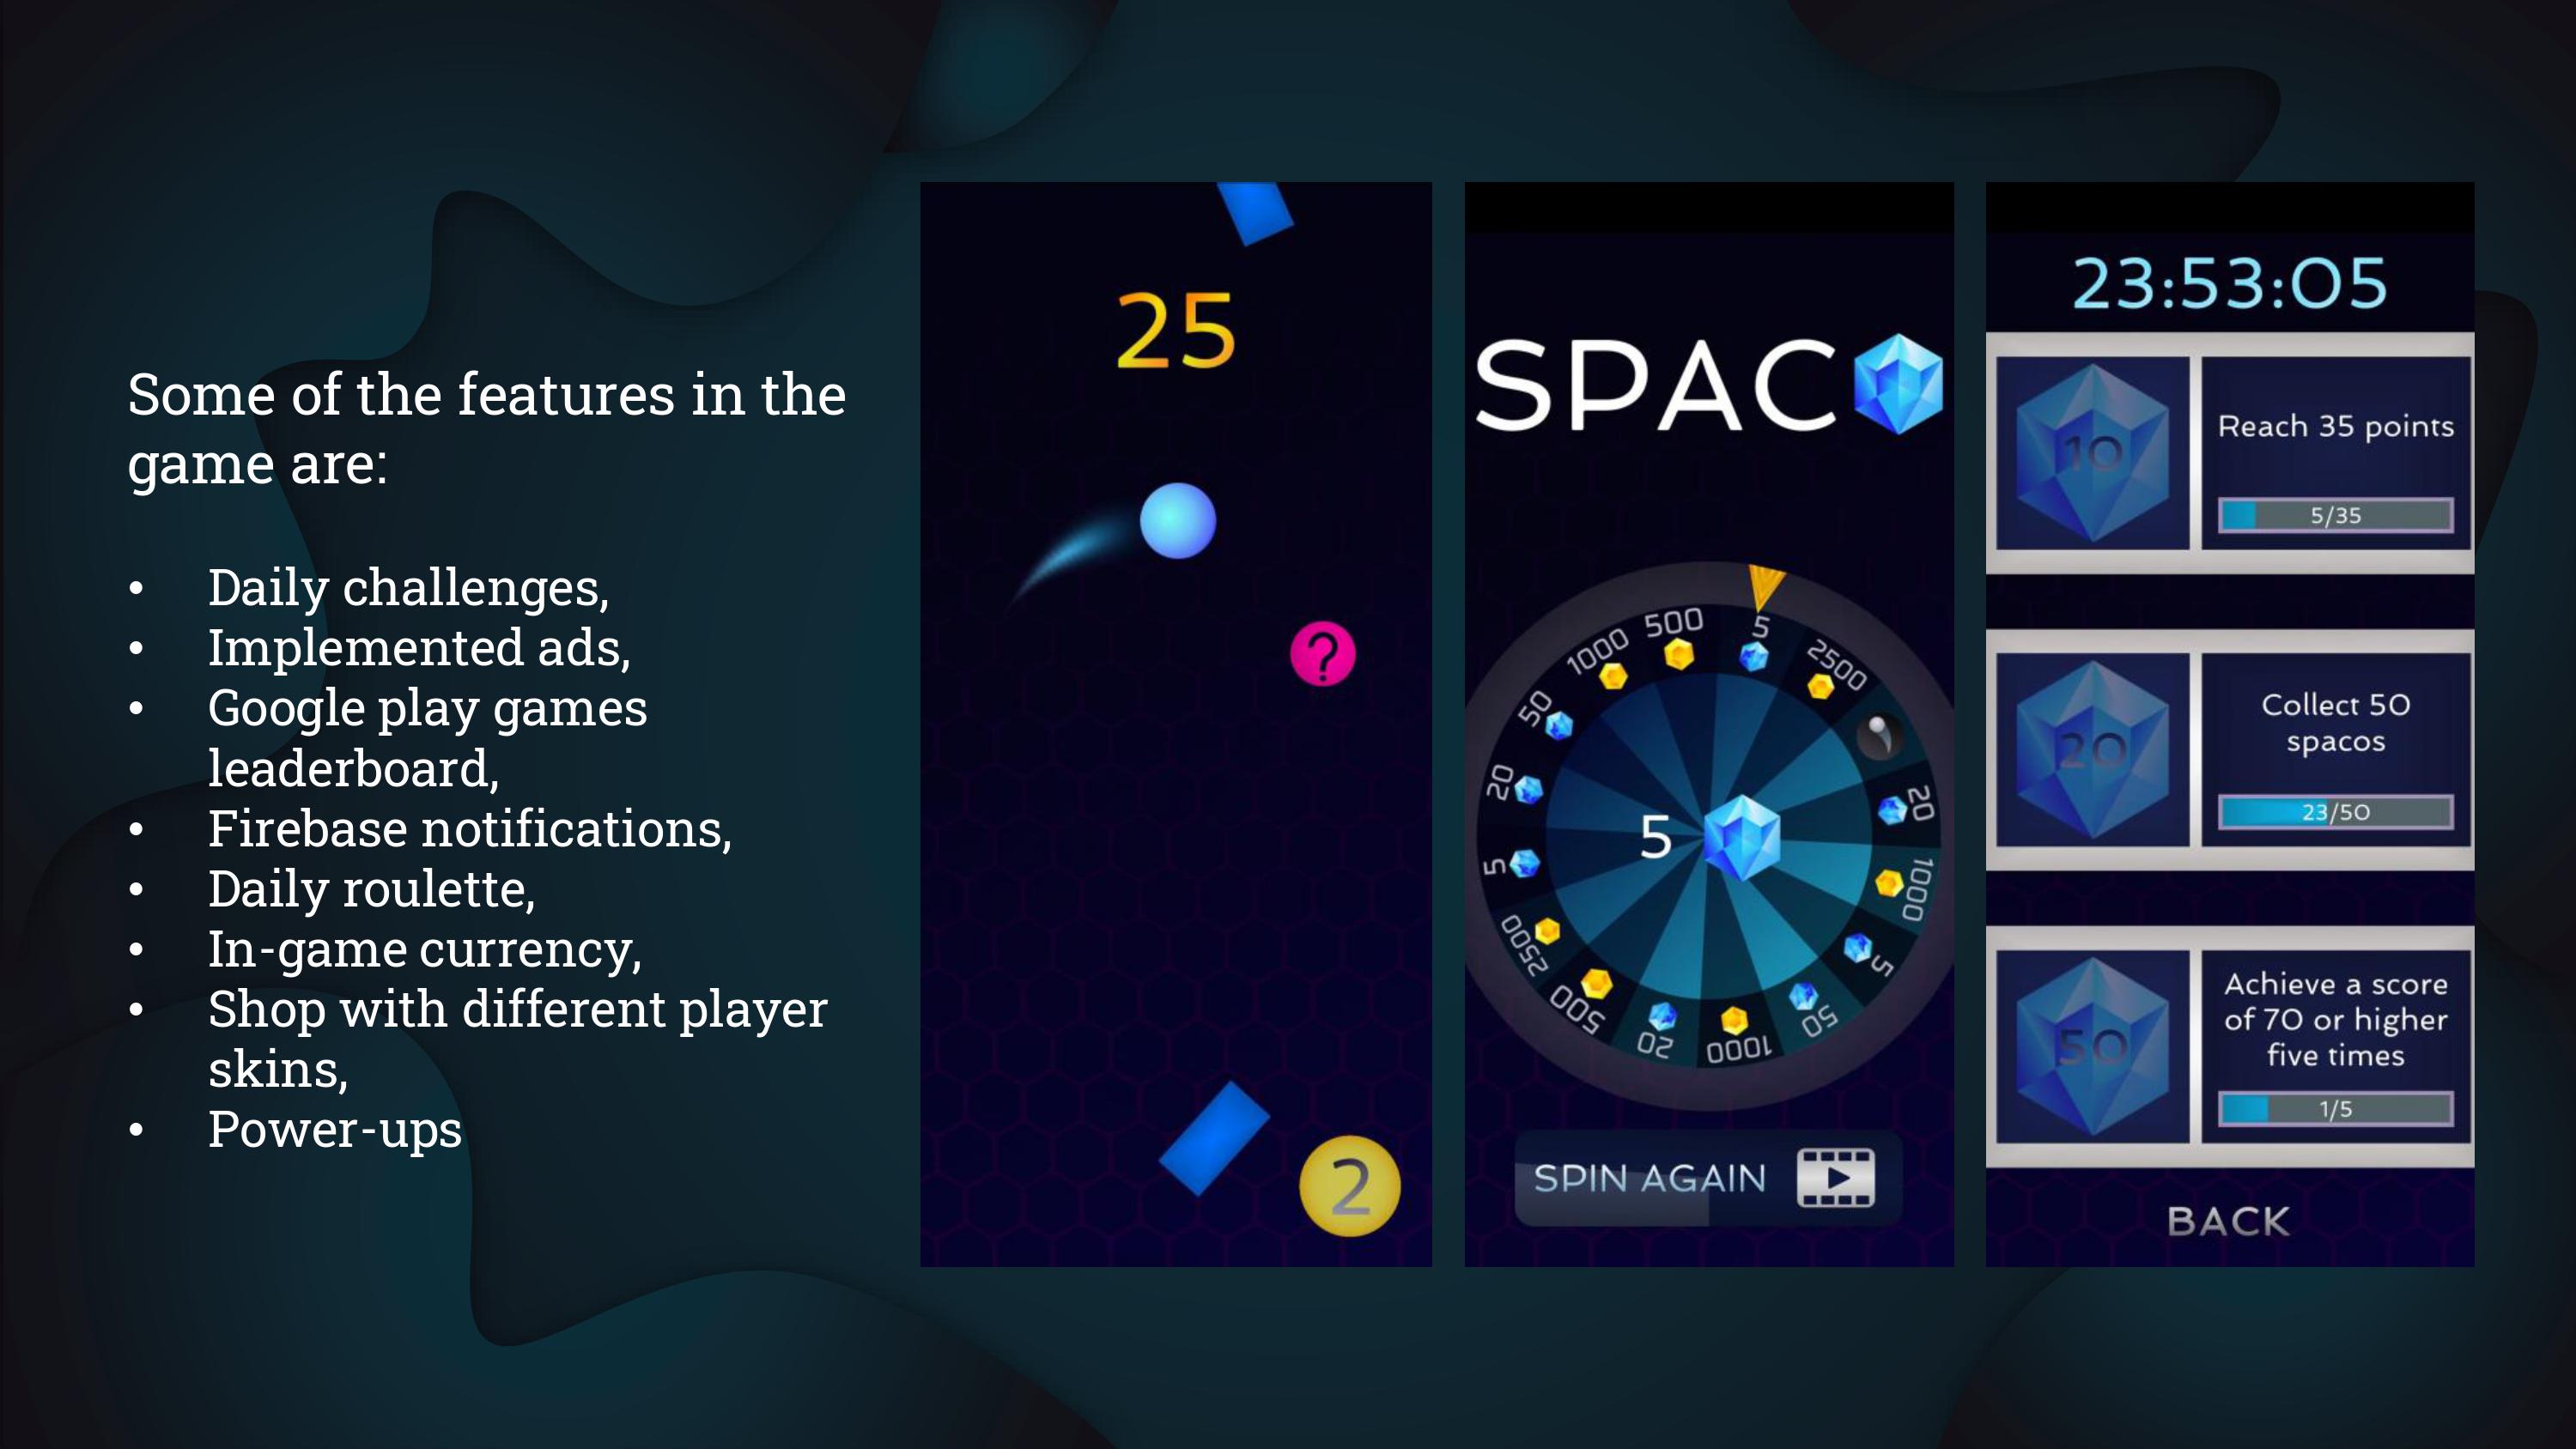 Some of the features in the
game are:
• Daily challenges,
• Implemented ads,
• Google play games
leaderboard,
• Firebase notifications,
• Daily roulette,
• In-game currency,
• Shop with different player
skins,
• Power-ups
25
?
2
SPAC
500
5
2500
20
1000
5
50
1000
20
500
2500
5
20
50
1000
5
SPIN AGAIN
23:53:05
10
Reach 35 points
5/35
20
Collect 50
spacos
23/50
50
Achieve a score
of 70 or higher
five times
1/5
BACK